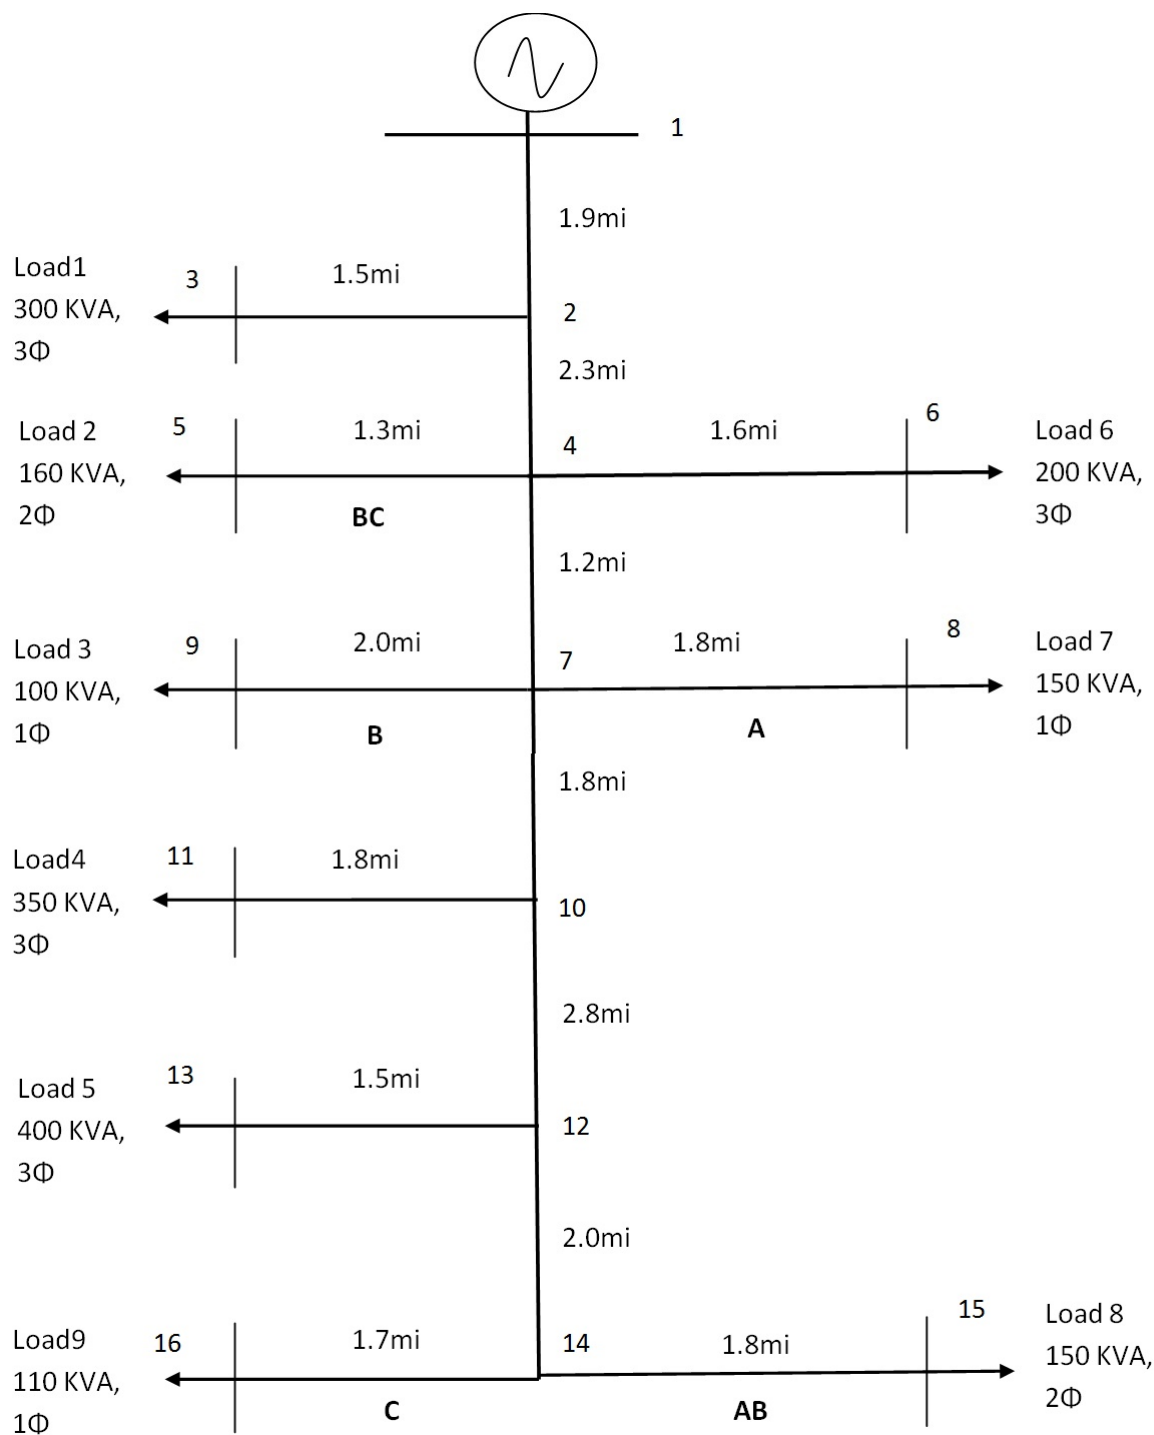 1
1.9mi
Load1
300 KVA,
3Φ
3
1.5mi
2
2.3mi
Load 2
160 KVA,
2Φ
5
1.3mi
BC
4
1.6mi
6
Load 6
200 KVA,
3Φ
1.2mi
Load 3
100 KVA,
1Φ
9
2.0mi
B
7
1.8mi
A
8
Load 7
150 KVA,
1Φ
1.8mi
Load4
350 KVA,
3Φ
11
1.8mi
10
2.8mi
Load 5
400 KVA,
3Φ
13
1.5mi
12
2.0mi
Load9
110 KVA,
1Φ
16
1.7mi
C
14
1.8mi
AB
15
Load 8
150 KVA,
2Φ